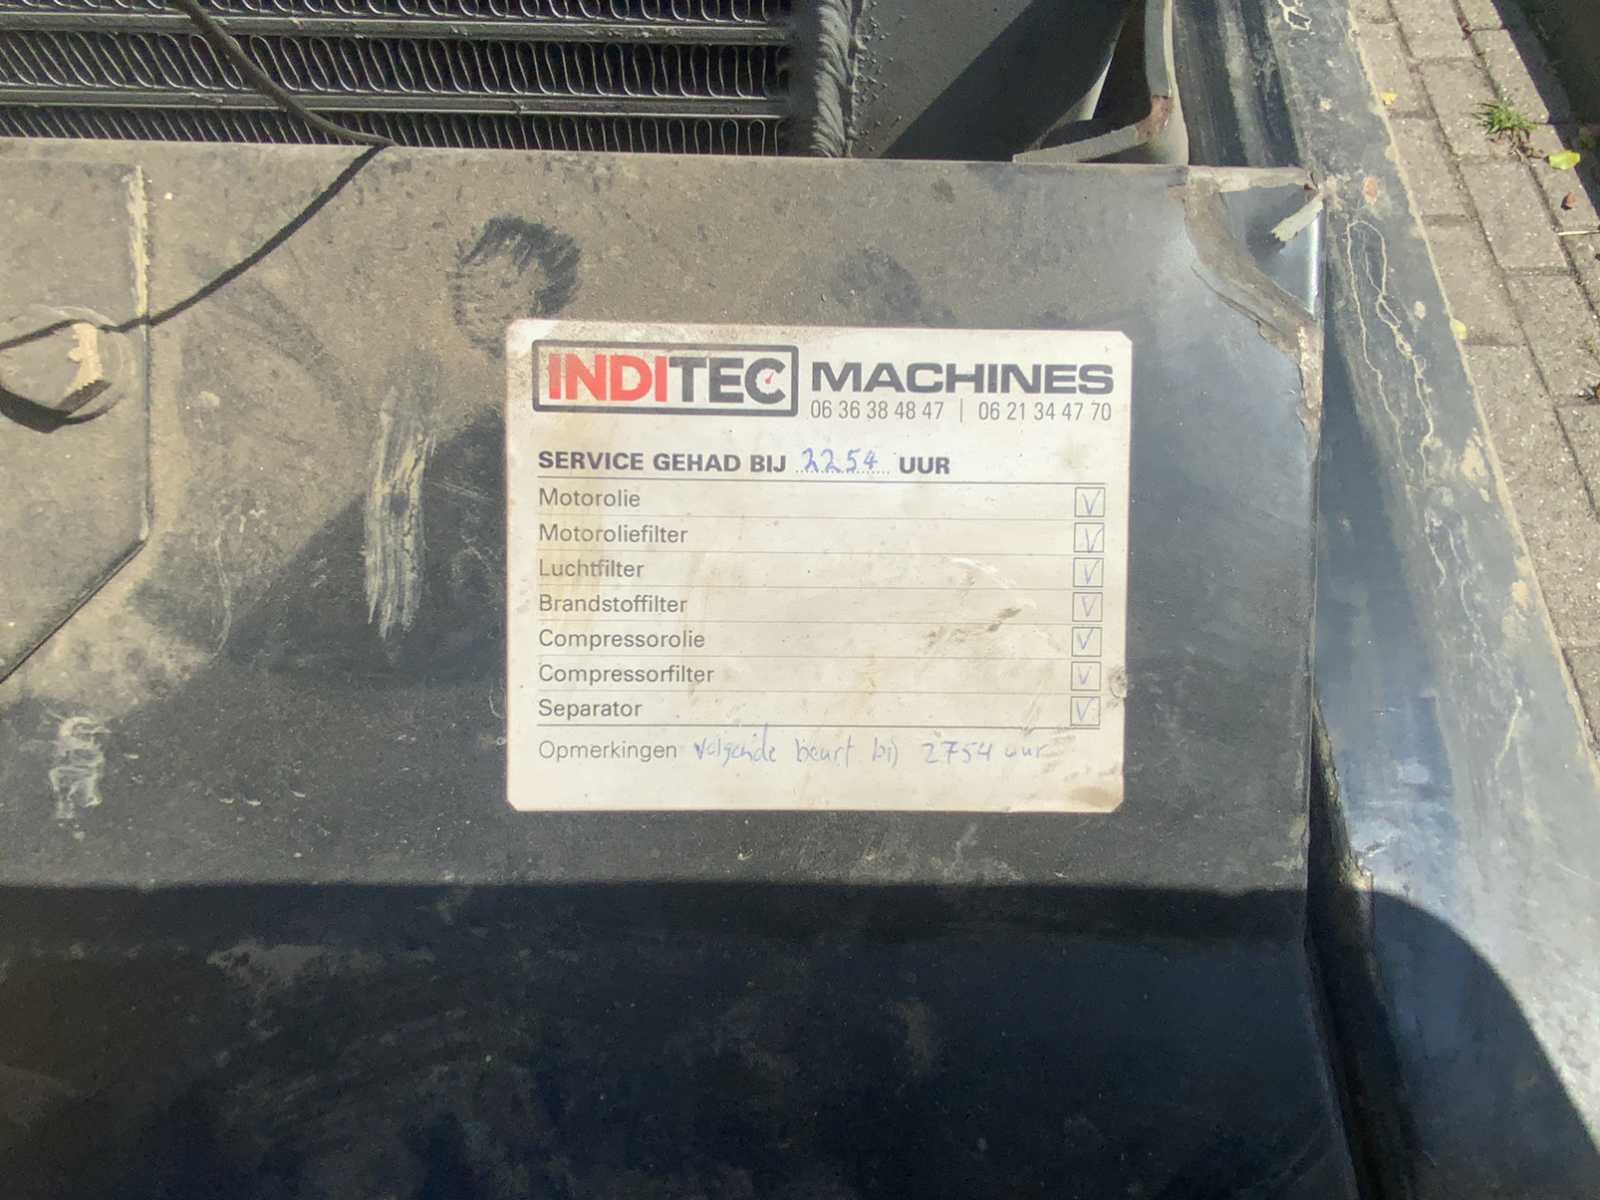 INDITEC MACHINES
06 36 38 48 47 | 06 21 34 47 70
SERVICE GEHAD BIJ 2254 UUR
Motorolie V
Motoroliefilter V
Luchtfilter V
Brandstoffilter V
Compressorolie V
Compressorfilter V
Separator V
Opmerkingen volgende beurt bij 2754 uur